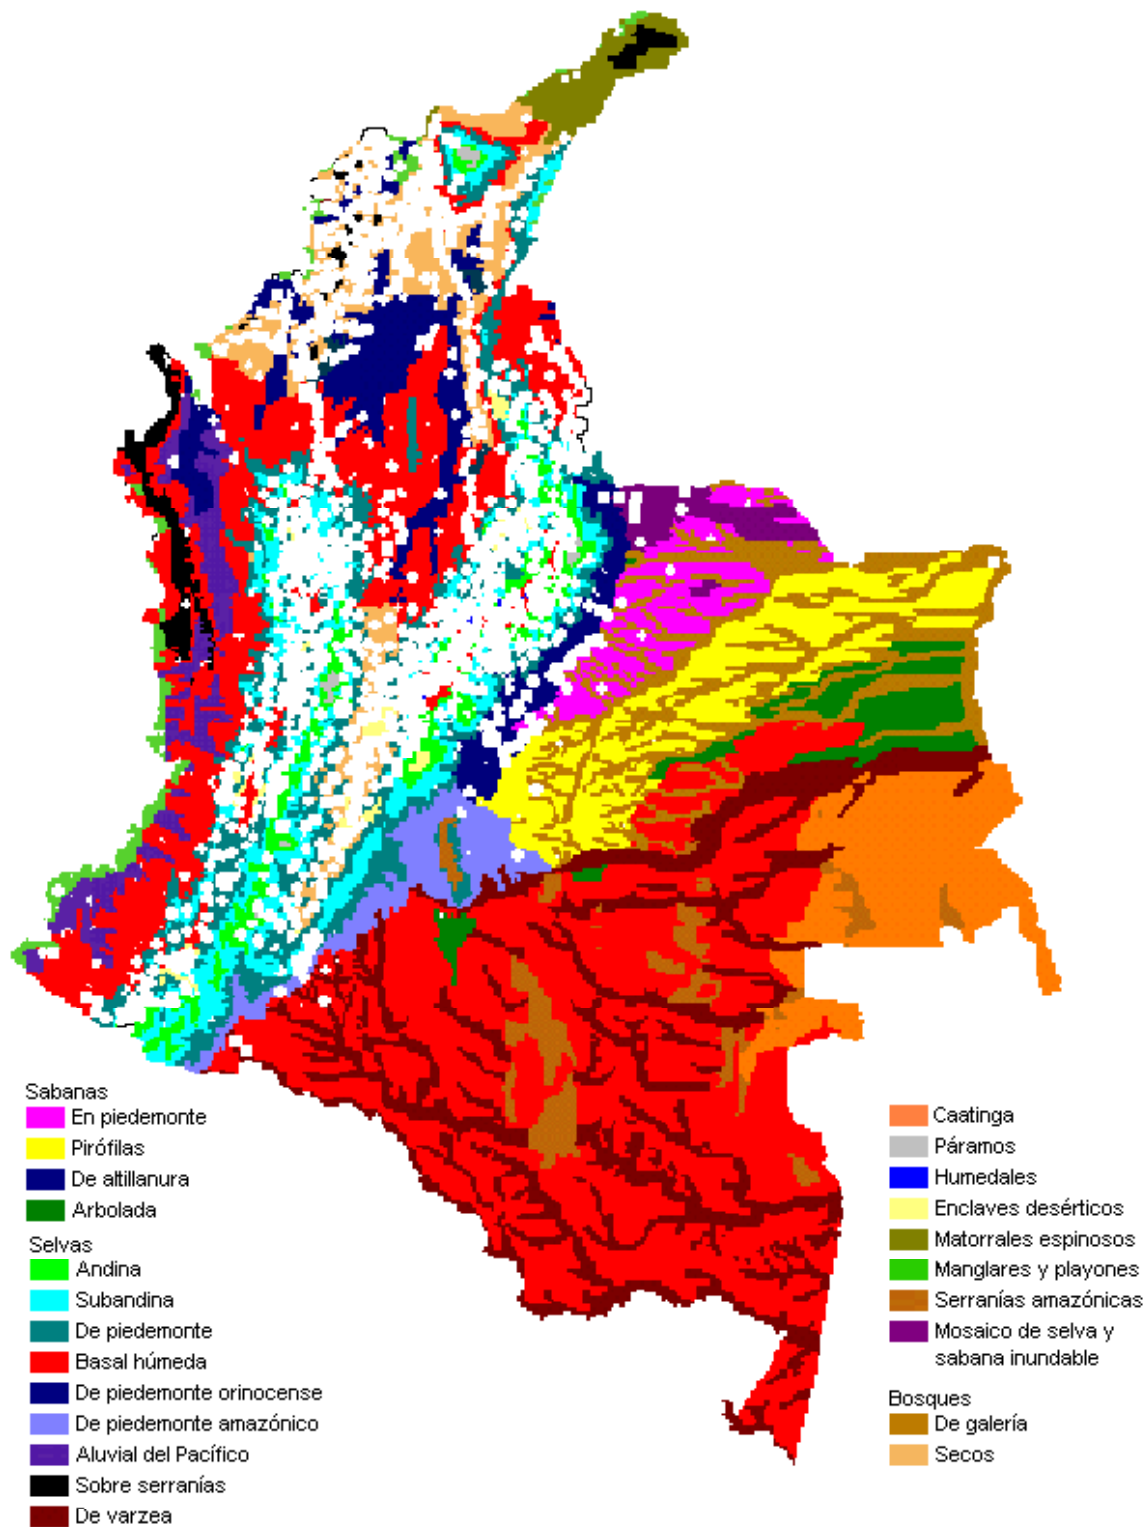 Sabanas
En piedemonte
Pirófilas
De altillanura
Arbolada
Selvas
Andina
Subandina
De piedemonte
Basal húmeda
De piedemonte orinocense
De piedemonte amazónico
Aluvial del Pacífico
Sobre serranías
De varzea
Caatinga
Páramos
Humedales
Enclaves desérticos
Matorrales espinosos
Manglares y playones
Serranías amazónicas
Mosaico de selva y
sabana inundable
Bosques
De galería
Secos